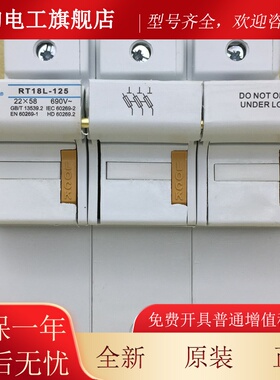 电工旗舰店
型号齐全，欢迎
RT18L-125
22×58 690V~
GB/T 13539.2 IEC 60269-2
EN 60269-1 HD 60269.2
DO NOT O
UNDER LO
保一年
后无忧
免费开具普通增值税
全新 原装 正